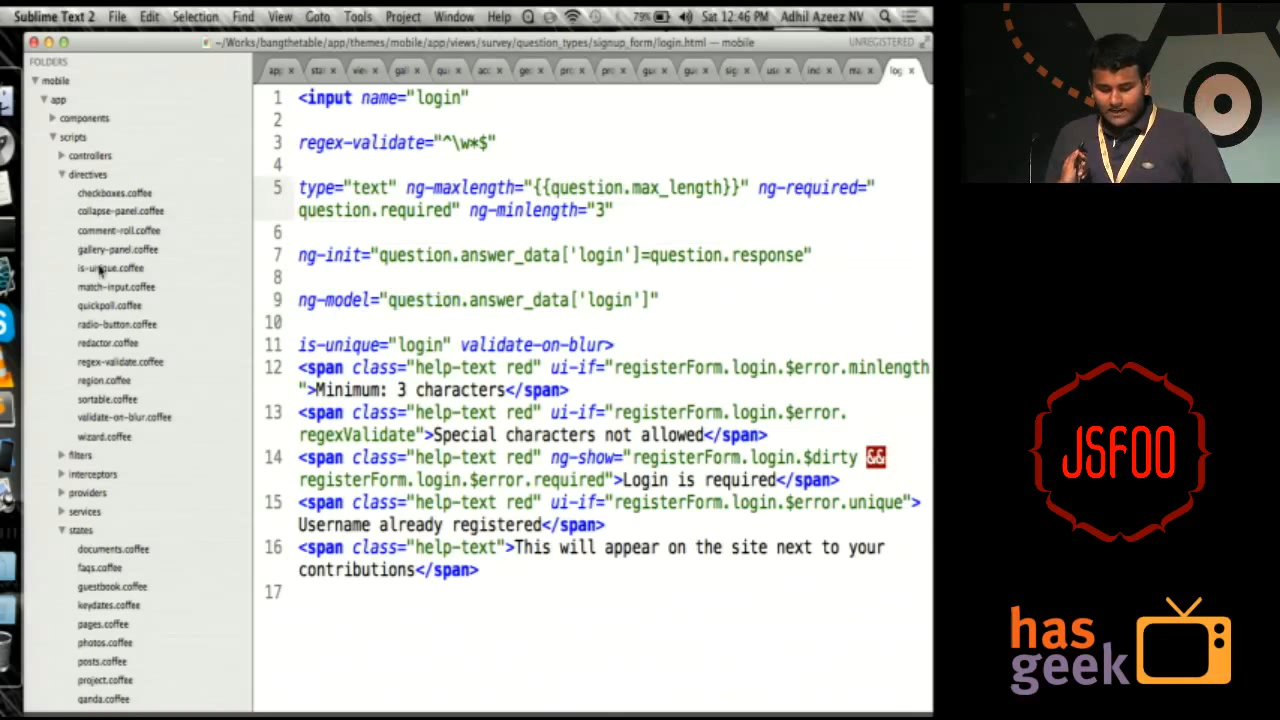 Sublime Text 2 File Edit Selection Find View Goto Tools Project Window Help 79% Sat 12:46 PM Adhil Azeez NV
~/Works/bangthetable/app/themes/mobile/app/views/survey/question_types/signup_form/login.html — mobile UNREGISTERED
FOLDERS
mobile
app
components
scripts
controllers
directives
checkboxes.coffee
collapse-panel.coffee
comment-roll.coffee
gallery-panel.coffee
is-unique.coffee
match-input.coffee
quickpoll.coffee
radio-button.coffee
redactor.coffee
regex-validate.coffee
region.coffee
sortable.coffee
validate-on-blur.coffee
wizard.coffee
filters
interceptors
providers
services
states
documents.coffee
faqs.coffee
guestbook.coffee
keydates.coffee
pages.coffee
photos.coffee
posts.coffee
project.coffee
qanda.coffee
1 <input name="login"
2
3 regex-validate="^\w*$"
4
5 type="text" ng-maxlength="{{question.max_length}}" ng-required="
question.required" ng-minlength="3"
6
7 ng-init="question.answer_data['login']=question.response"
8
9 ng-model="question.answer_data['login']"
10
11 is-unique="login" validate-on-blur>
12 <span class="help-text red" ui-if="registerForm.login.$error.minlength
">Minimum: 3 characters</span>
13 <span class="help-text red" ui-if="registerForm.login.$error.
regexValidate">Special characters not allowed</span>
14 <span class="help-text red" ng-show="registerForm.login.$dirty &&
registerForm.login.$error.required">Login is required</span>
15 <span class="help-text red" ui-if="registerForm.login.$error.unique">
Username already registered</span>
16 <span class="help-text">This will appear on the site next to your
contributions</span>
17
JSFOO
has
geek